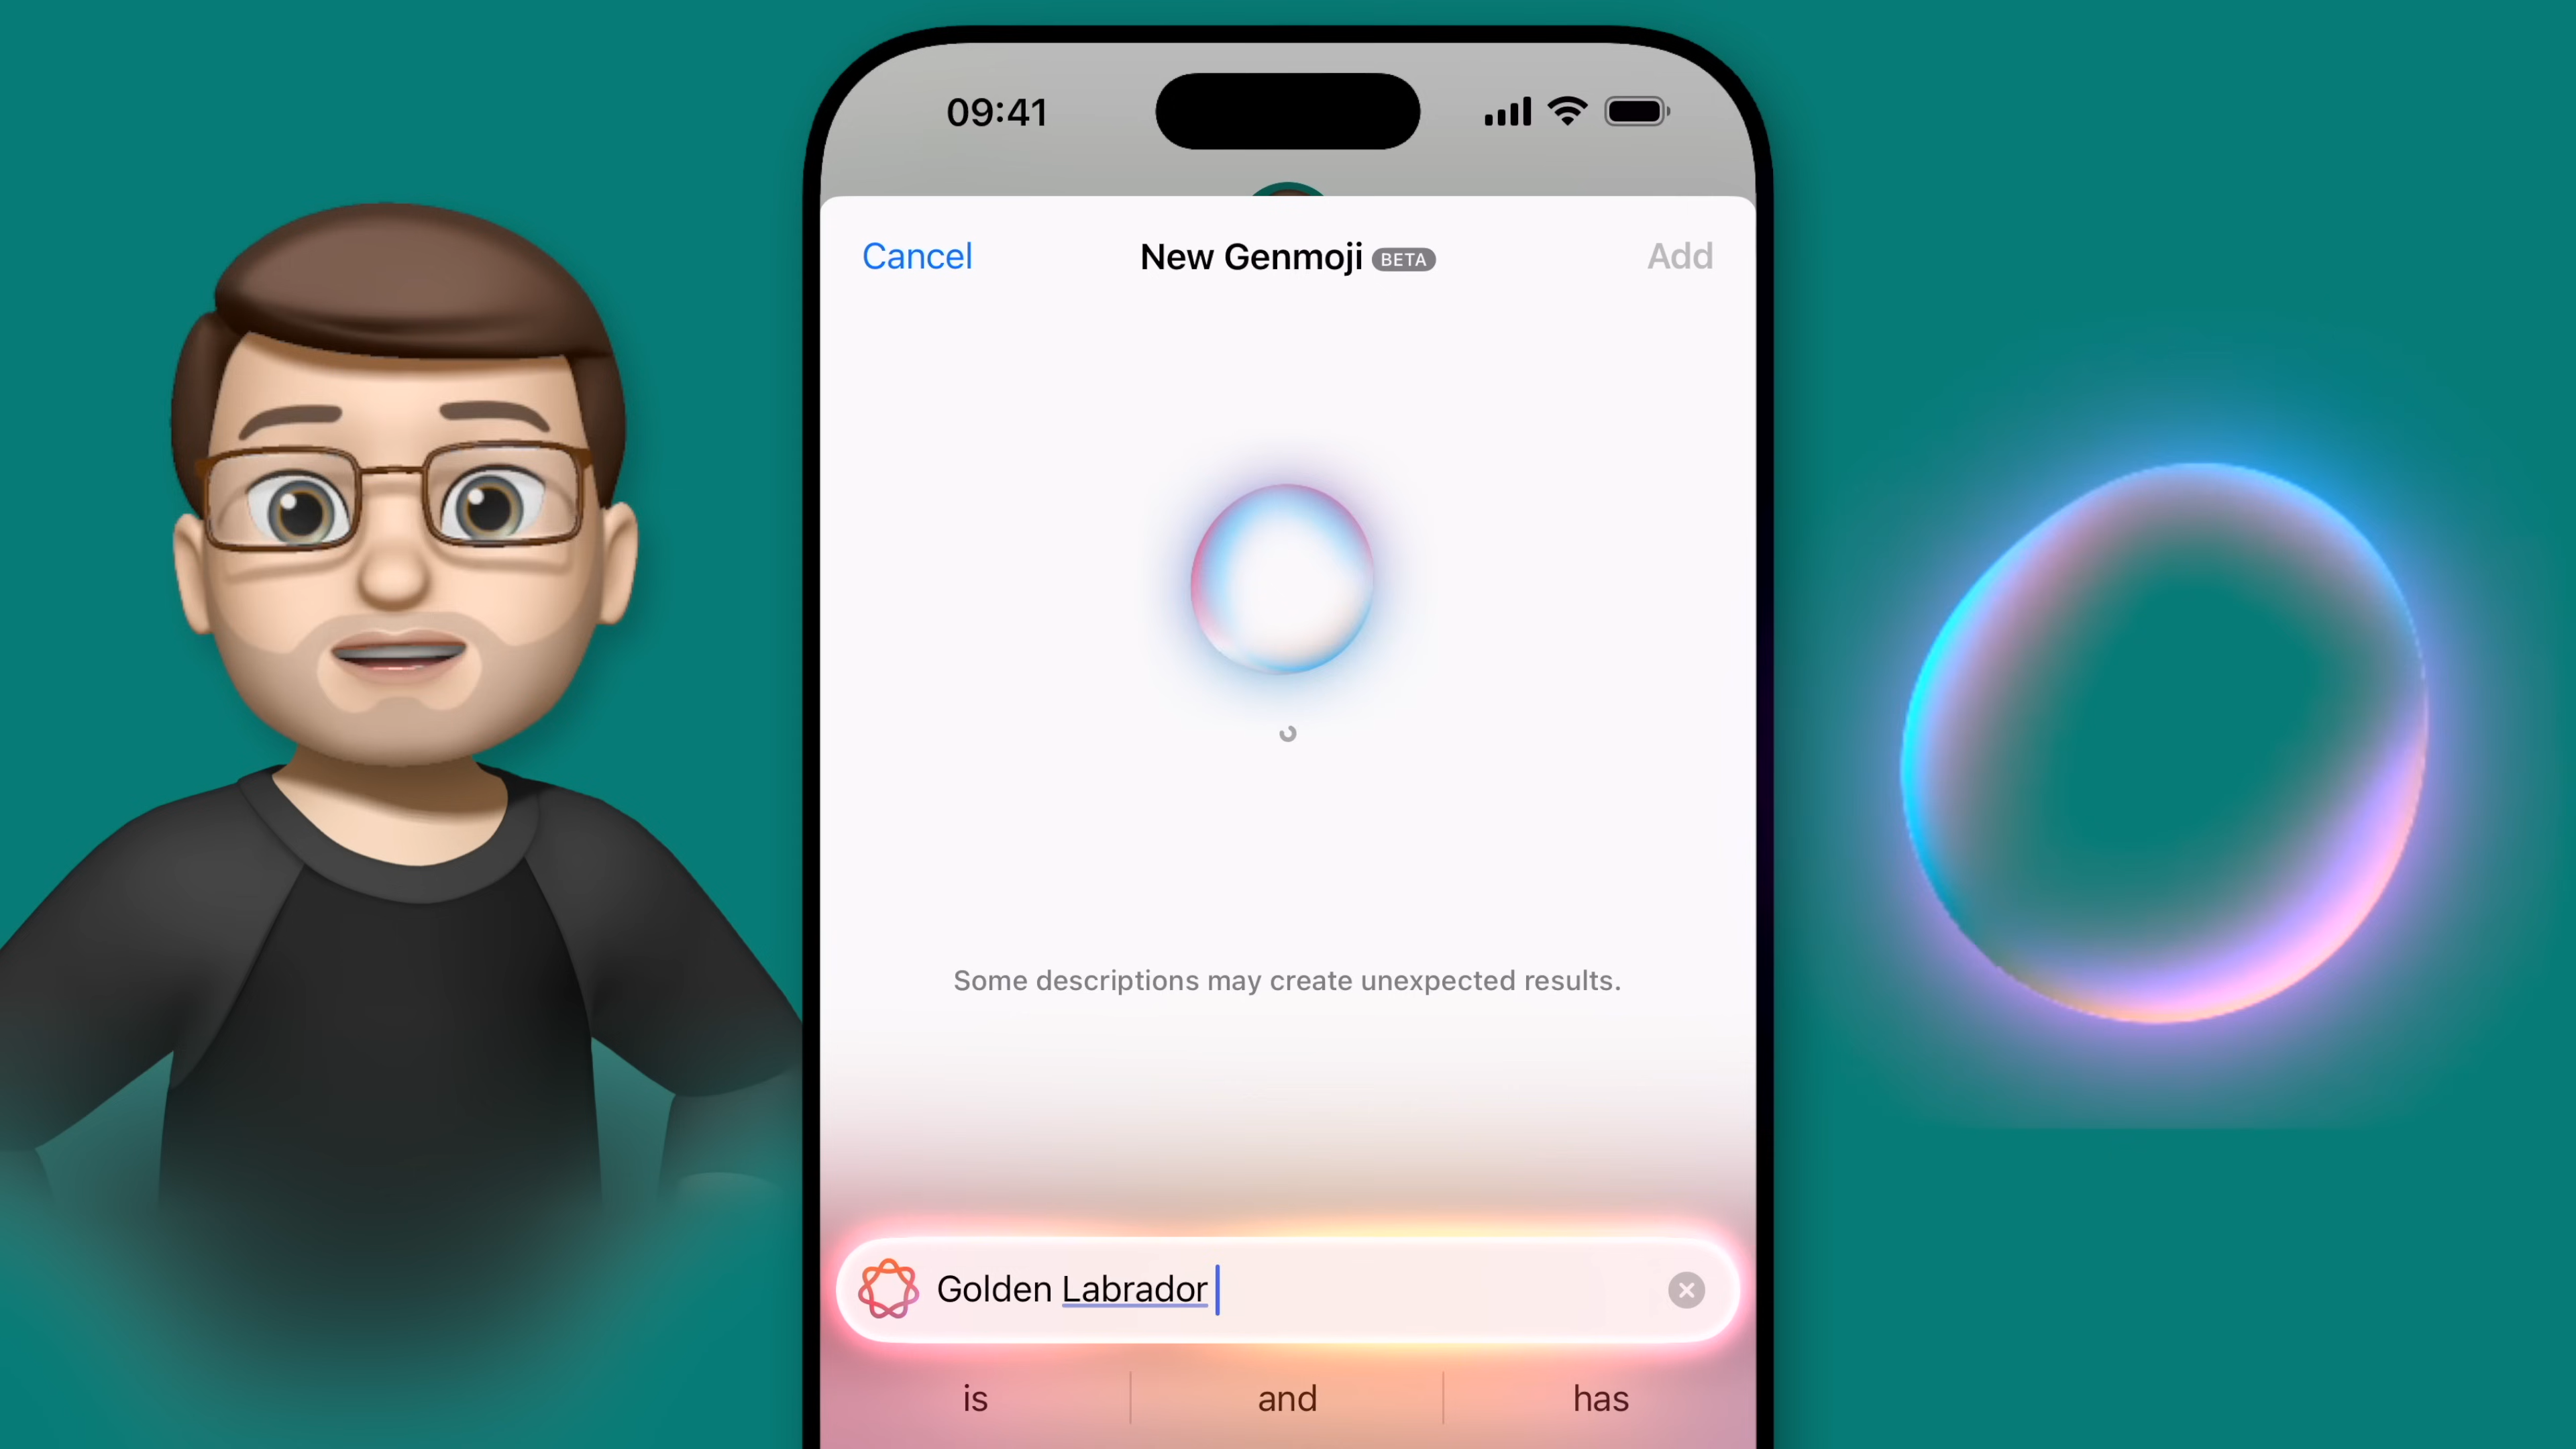 09:41
Cancel
New Genmoji BETA
Add
Some descriptions may create unexpected results.
Golden Labrador
is
and
has